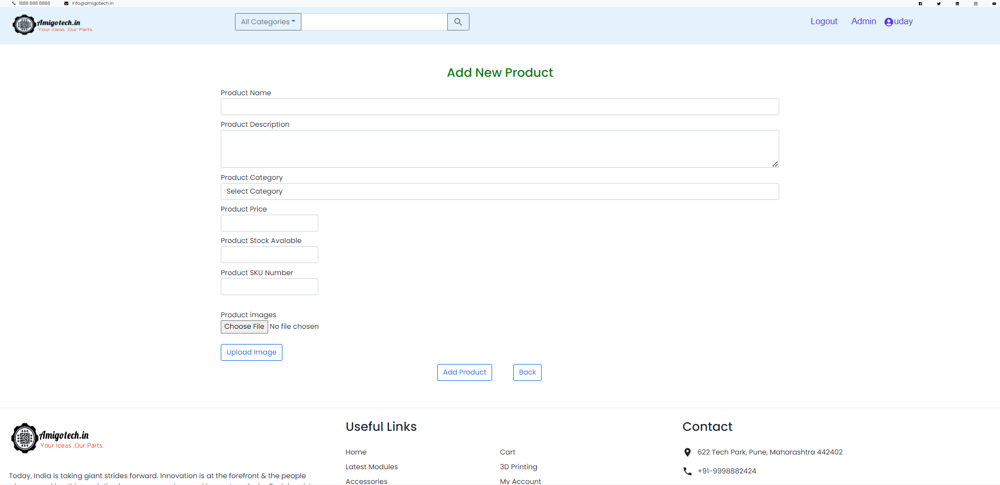 1888 888 8888 info@amigotech.in
Amigotech.in
Your Ideas ,Our Parts.
All Categories
Logout Admin uday
Add New Product
Product Name
Product Description
Product Category
Select Category
Product Price
Product Stock Avalable
Product SKU Number
Product images
Choose File No file chosen
Upload Image
Add Product Back
Amigotech.in
Your Ideas ,Our Parts.
Today, India is taking giant strides forward. Innovation is at the forefront & the people
Useful Links
Home Cart
Latest Modules 3D Printing
Accessories My Account
Contact
622 Tech Park, Pune, Maharashtra 442402
+91-9998882424